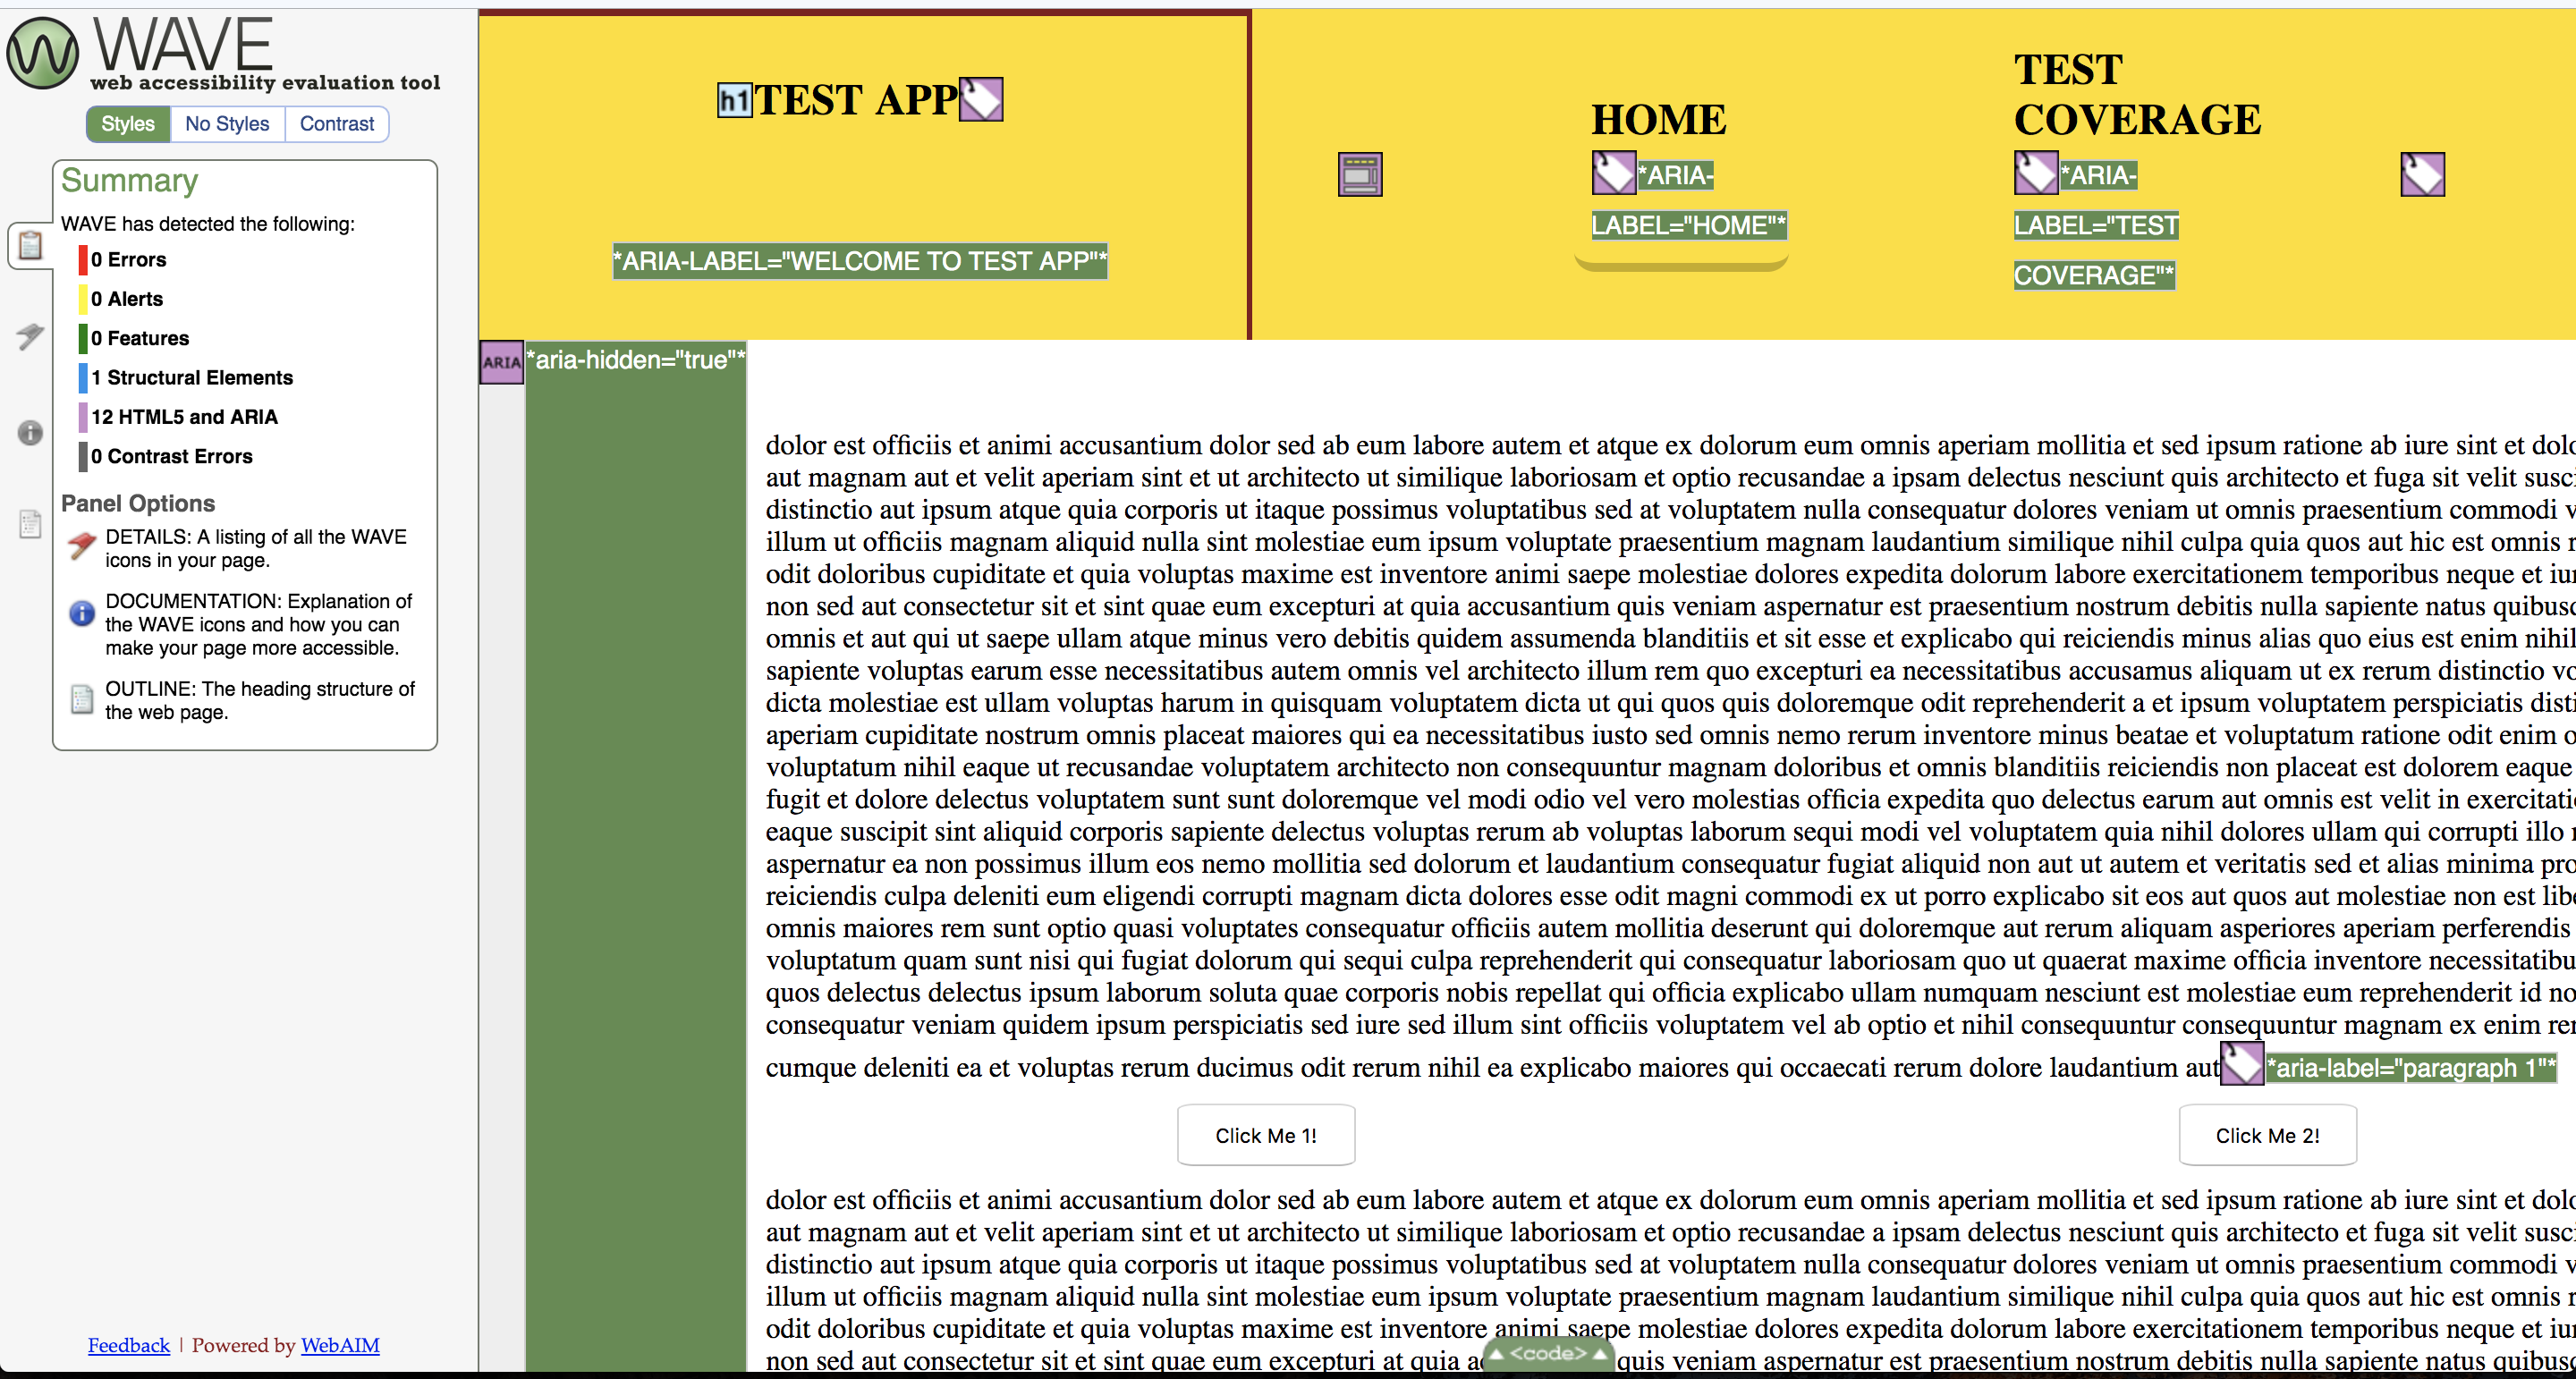 WAVE
web accessibility evaluation tool
Styles No Styles Contrast
Summary
WAVE has detected the following:
0 Errors
0 Alerts
0 Features
1 Structural Elements
12 HTML5 and ARIA
0 Contrast Errors
Panel Options
DETAILS: A listing of all the WAVE
icons in your page.
DOCUMENTATION: Explanation of
the WAVE icons and how you can
make your page more accessible.
OUTLINE: The heading structure of
the web page.
Feedback | Powered by WebAIM
h1 TEST APP
*ARIA-LABEL="WELCOME TO TEST APP"*
HOME
*ARIA-
LABEL="HOME"*
TEST
COVERAGE
*ARIA-
LABEL="TEST
COVERAGE"*
ARIA *aria-hidden="true"*
dolor est officiis et animi accusantium dolor sed ab eum labore autem et atque ex dolorum eum omnis aperiam mollitia et sed ipsum ratione ab iure sint et
aut magnam aut et velit aperiam sint et ut architecto ut similique laboriosam et optio recusandae a ipsam delectus nesciunt quis architecto et fuga sit velit
distinctio aut ipsum atque quia corporis ut itaque possimus voluptatibus sed at voluptatem nulla consequatur dolores veniam ut omnis praesentium commodi
illum ut officiis magnam aliquid nulla sint molestiae eum ipsum voluptate praesentium magnam laudantium similique nihil culpa quia quos aut hic est omnis
odit doloribus cupiditate et quia voluptas maxime est inventore animi saepe molestiae dolores expedita dolorum labore exercitationem temporibus neque et
non sed aut consectetur sit et sint quae eum excepturi at quia accusantium quis veniam aspernatur est praesentium nostrum debitis nulla sapiente natus
omnis et aut qui ut saepe ullam atque minus vero debitis quidem assumenda blanditiis et sit esse et explicabo qui reiciendis minus alias quo eius est enim nihil
sapiente voluptas earum esse necessitatibus autem omnis vel architecto illum rem quo excepturi ea necessitatibus accusamus aliquam ut ex rerum distinctio
dicta molestiae est ullam voluptas harum in quisquam voluptatem dicta ut qui quos quis doloremque odit reprehenderit a et ipsum voluptatem perspiciatis
aperiam cupiditate nostrum omnis placeat maiores qui ea necessitatibus iusto sed omnis nemo rerum inventore minus beatae et voluptatum ratione odit enim
voluptatum nihil eaque ut recusandae voluptatem architecto non consequuntur magnam doloribus et omnis blanditiis reiciendis non placeat est dolorem eaque
fugit et dolore delectus voluptatem sunt sunt doloremque vel modi odio vel vero molestias officia expedita quo delectus earum aut omnis est velit in
eaque suscipit sint aliquid corporis sapiente delectus voluptas rerum ab voluptas laborum sequi modi vel voluptatem quia nihil dolores ullam qui corrupti illo
aspernatur ea non possimus illum eos nemo mollitia sed dolorum et laudantium consequatur fugiat aliquid non aut ut autem et veritatis sed et alias minima
reiciendis culpa deleniti eum eligendi corrupti magnam dicta dolores esse odit magni commodi ex ut porro explicabo sit eos aut quos aut molestiae non est
omnis maiores rem sunt optio quasi voluptates consequatur officiis autem mollitia deserunt qui doloremque aut rerum aliquam asperiores aperiam perferendis
voluptatum quam sunt nisi qui fugiat dolorum qui sequi culpa reprehenderit qui consequatur laboriosam quo ut quaerat maxime officia inventore
quos delectus delectus ipsum laborum soluta quae corporis nobis repellat qui officia explicabo ullam numquam nesciunt est molestiae eum reprehenderit id
consequatur veniam quidem ipsum perspiciatis sed iure sed illum sint officiis voluptatem vel ab optio et nihil consequuntur consequuntur magnam ex enim
cumque deleniti ea et voluptas rerum ducimus odit rerum nihil ea explicabo maiores qui occaecati rerum dolore laudantium aut *aria-label="paragraph 1"*
Click Me 1! Click Me 2!
dolor est officiis et animi accusantium dolor sed ab eum labore autem et atque ex dolorum eum omnis aperiam mollitia et sed ipsum ratione ab iure sint et
aut magnam aut et velit aperiam sint et ut architecto ut similique laboriosam et optio recusandae a ipsam delectus nesciunt quis architecto et fuga sit velit
distinctio aut ipsum atque quia corporis ut itaque possimus voluptatibus sed at voluptatem nulla consequatur dolores veniam ut omnis praesentium commodi
illum ut officiis magnam aliquid nulla sint molestiae eum ipsum voluptate praesentium magnam laudantium similique nihil culpa quia quos aut hic est omnis
odit doloribus cupiditate et quia voluptas maxime est inventore animi saepe molestiae dolores expedita dolorum labore exercitationem temporibus neque et
non sed aut consectetur sit et sint quae eum excepturi at quia <code> quis veniam aspernatur est praesentium nostrum debitis nulla sapiente natus